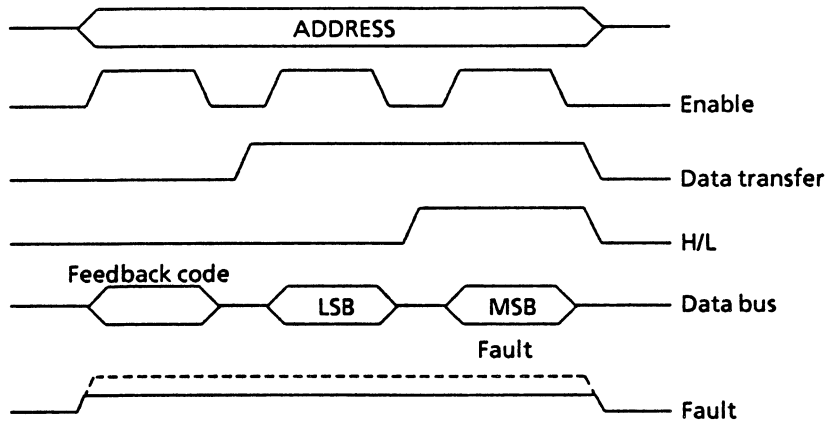 ADDRESS
Enable
Data transfer
H/L
Feedback code
LSB MSB Data bus
Fault
Fault